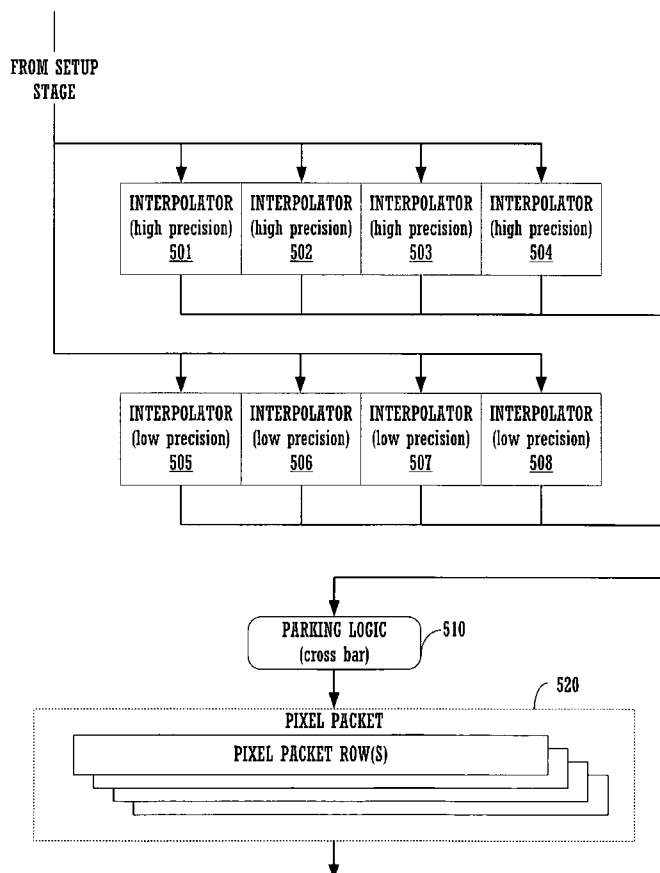 FROM SETUP
STAGE
INTERPOLATOR
(high precision)
501
INTERPOLATOR
(high precision)
502
INTERPOLATOR
(high precision)
503
INTERPOLATOR
(high precision)
504
INTERPOLATOR
(low precision)
505
INTERPOLATOR
(low precision)
506
INTERPOLATOR
(low precision)
507
INTERPOLATOR
(low precision)
508
PARKING LOGIC
(cross bar)
510
520
PIXEL PACKET
PIXEL PACKET ROW(S)